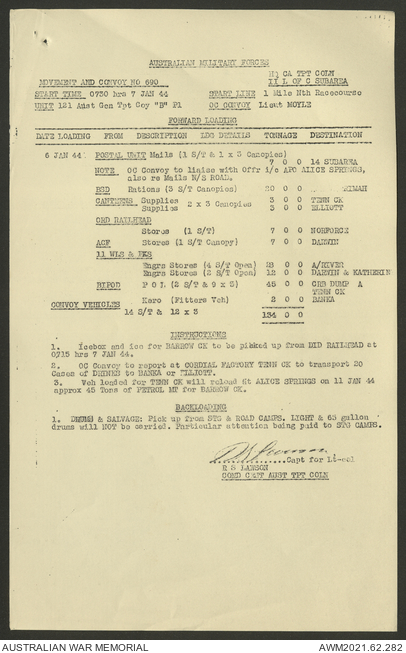 AUSTRALIAN MILITARY FORCES
HQ CA TPT COLN
MOVEMENT AND CONVOY NO 690 II L OF C SUBAREA
START TIME 0730 hrs 7 JAN 44 START LINE 1 Mile Nth Racecourse
UNIT 121 Aust Gen Tpt Coy "B" Pl OC CONVOY Lieut MOYLE
FORWARD LOADING
DATE LOADING FROM DESCRIPTION LDG DETAILS TONNAGE DESTINATION
6 JAN 44 POSTAL UNIT Mails (1 S/T & 1 x 3 Canopies)
7 0 0 14 SUBAREA
NOTE OC Convoy to liaise with Offr i/c APO ALICE SPRINGS,
also re Mails N/S ROAD.
BSD Rations (3 S/T Canopies) 20 0 0
CANTEENS Supplies 2 x 3 Canopies 3 0 0 TENN CK
Supplies 3 0 0 ELLIOTT
CRD RAILHEAD
Stores (1 S/T) 7 0 0 NORFORCE
ACF Stores (1 S/T Canopy) 7 0 0 DARWIN
11 WLS & PKS
Engrs Stores (4 S/T Open) 28 0 0 A/RIVER
Engrs Stores (2 S/T Open) 12 0 0 DARWIN & KATHERIN
BIPOD P O L (2 S/T & 9 x 3) 45 0 0 CRS DUMP A
TENN CK
Kero (Fitters Veh) 2 0 0 BANKA
CONVOY VEHICLES
14 S/T & 12 x 3 134 0 0
INSTRUCTIONS
1. Icebox and ice for BARROW CK to be picked up from DID RAILHEAD at
0715 hrs 7 JAN 44.
2. OC Convoy to report at CORDIAL FACTORY TENN CK to transport 20
Cases of DRINKS to BANKA or ELLIOTT.
3. Veh loaded for TENN CK will reload at ALICE SPRINGS on 11 JAN 44
approx 45 Tons of PETROL MT for BARROW CK.
BACKLOADING
1. DRUMS & SALVAGE: Pick up from STG & ROAD CAMPS. LIGHT & 65 gallon
drums will NOT be carried. Particular attention being paid to STG CAMPS.
Capt for Lt-col
R S LAWSON
COMD CENT AUST TPT COLN
AUSTRALIAN WAR MEMORIAL AWM2021.62.282